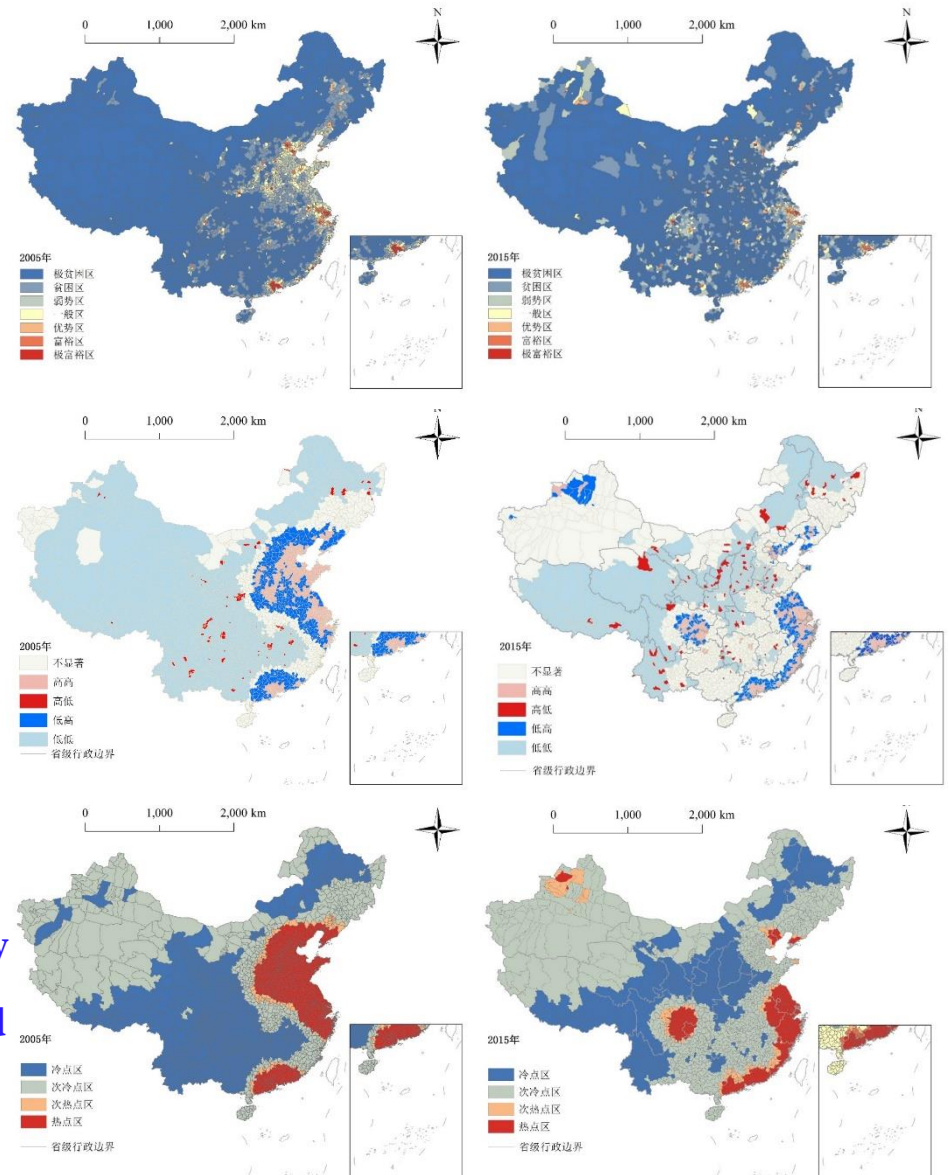 N
0 1,000 2,000 km
2005年
极贫困区
贫困区
弱势区
一般区
优势区
富裕区
极富裕区
N
0 1,000 2,000 km
2015年
极贫困区
贫困区
弱势区
一般区
优势区
富裕区
极富裕区
N
0 1,000 2,000 km
2005年
不显著
高高
高低
低高
低低
省级行政边界
N
0 1,000 2,000 km
2015年
不显著
高高
高低
低高
低低
省级行政边界
0 1,000 2,000 km
y
d
2005年
冷点区
次冷点区
次热点区
热点区
省级行政边界
0 1,000 2,000 km
2015年
冷点区
次冷点区
次热点区
热点区
省级行政边界